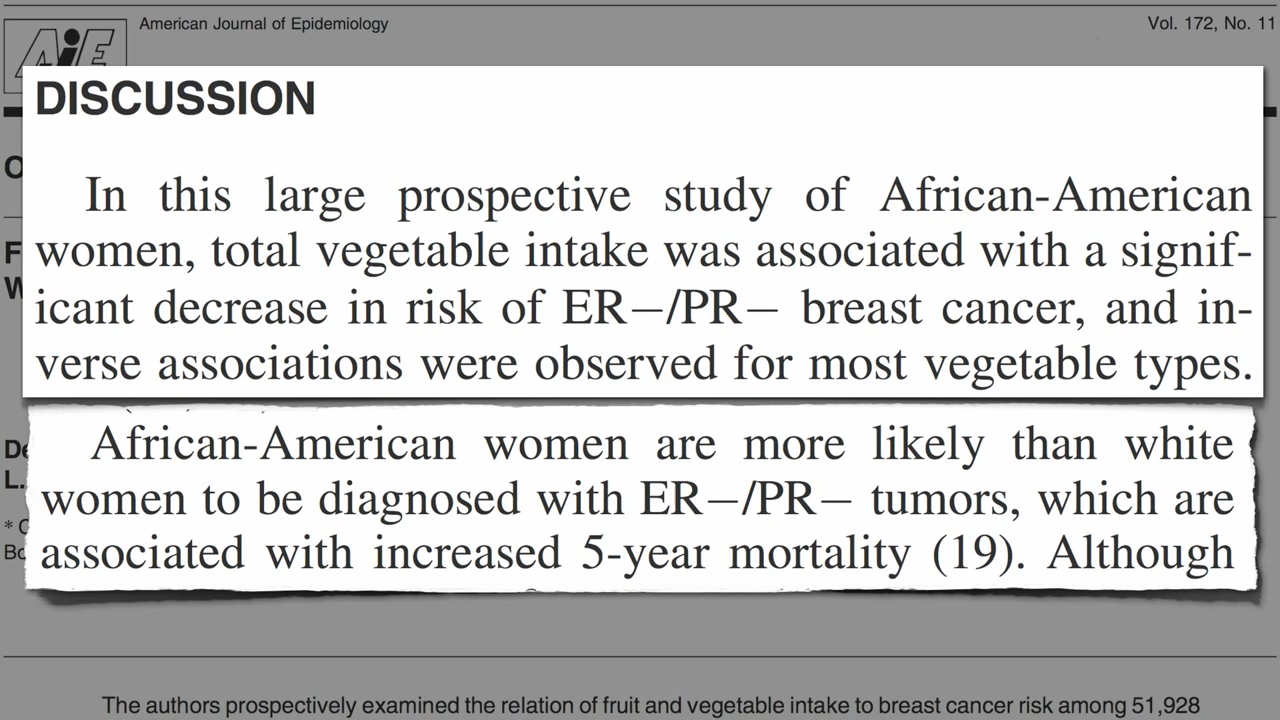 American Journal of Epidemiology
Vol. 172, No. 11
AJE
DISCUSSION
In this large prospective study of African-American
women, total vegetable intake was associated with a signif-
icant decrease in risk of ER−/PR− breast cancer, and in-
verse associations were observed for most vegetable types.
African-American women are more likely than white
women to be diagnosed with ER−/PR− tumors, which are
associated with increased 5-year mortality (19). Although
L.
The authors prospectively examined the relation of fruit and vegetable intake to breast cancer risk among 51,928